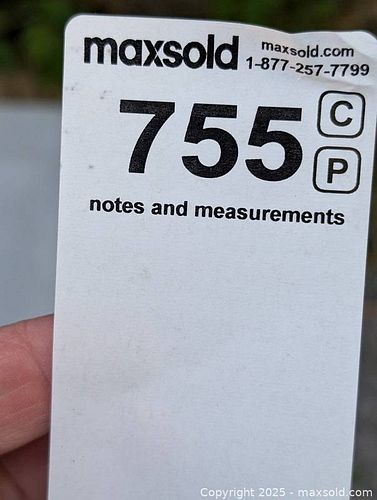 maxsold
maxsold.com
1-877-257-7799
755
C
P
notes and measurements
Copyright © 2025 - maxsold.com